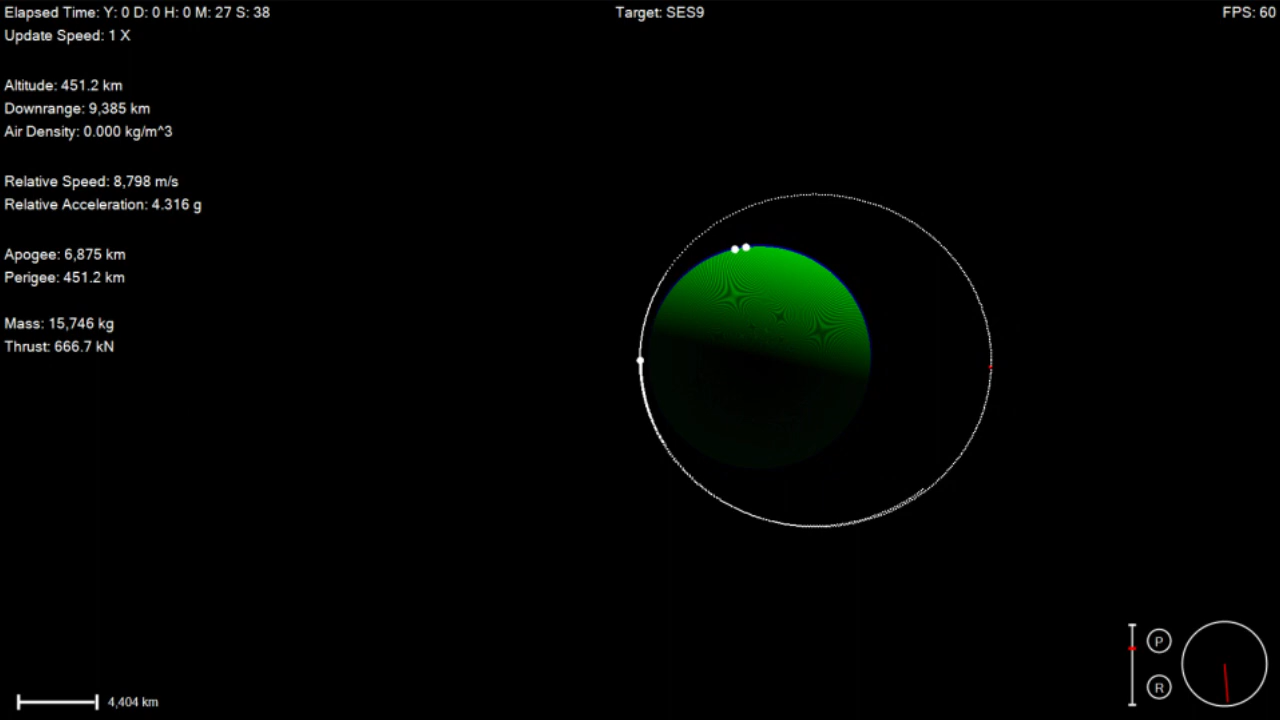 Elapsed Time: Y: 0 D: 0 H: 0 M: 27 S: 38
Target: SES9
FPS: 60
Update Speed: 1 X
Altitude: 451.2 km
Downrange: 9,385 km
Air Density: 0.000 kg/m^3
Relative Speed: 8,798 m/s
Relative Acceleration: 4.316 g
Apogee: 6,875 km
Perigee: 451.2 km
Mass: 15,746 kg
Thrust: 666.7 kN
P
R
4,404 km